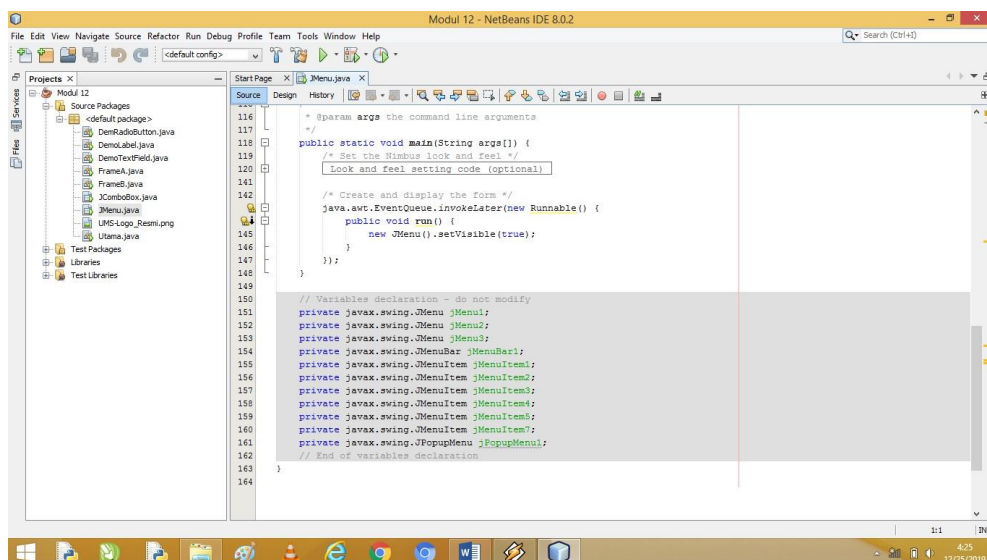 Modul 12 - NetBeans IDE 8.0.2
File Edit View Navigate Source Refactor Run Debug Profile Team Tools Window Help
Search (Ctrl+I)
<default config>
Projects
Start Page
JMenu.java
Services
Files
Modul 12
Source Packages
<default package>
DemRadioButton.java
DemoLabel.java
DemoTextField.java
FrameA.java
FrameB.java
JComboBox.java
JMenu.java
UMS-Logo_Resmi.png
Utama.java
Test Packages
Libraries
Test Libraries
Source Design History
116 * @param args the command line arguments
117 */
118 public static void main(String args[]) {
119 /* Set the Nimbus look and feel */
120 Look and feel setting code (optional)
141
142 /* Create and display the form */
java.awt.EventQueue.invokeLater(new Runnable() {
public void run() {
145 new JMenu().setVisible(true);
146 }
147 });
148 }
149
150 // Variables declaration - do not modify
151 private javax.swing.JMenu jMenu1;
152 private javax.swing.JMenu jMenu2;
153 private javax.swing.JMenu jMenu3;
154 private javax.swing.JMenuBar jMenuBar1;
155 private javax.swing.JMenuItem jMenuItem1;
156 private javax.swing.JMenuItem jMenuItem2;
157 private javax.swing.JMenuItem jMenuItem3;
158 private javax.swing.JMenuItem jMenuItem4;
159 private javax.swing.JMenuItem jMenuItem5;
160 private javax.swing.JMenuItem jMenuItem7;
161 private javax.swing.JPopupMenu jPopupMenu1;
162 // End of variables declaration
163 }
164
1:1 IN
4:25
12/25/2019